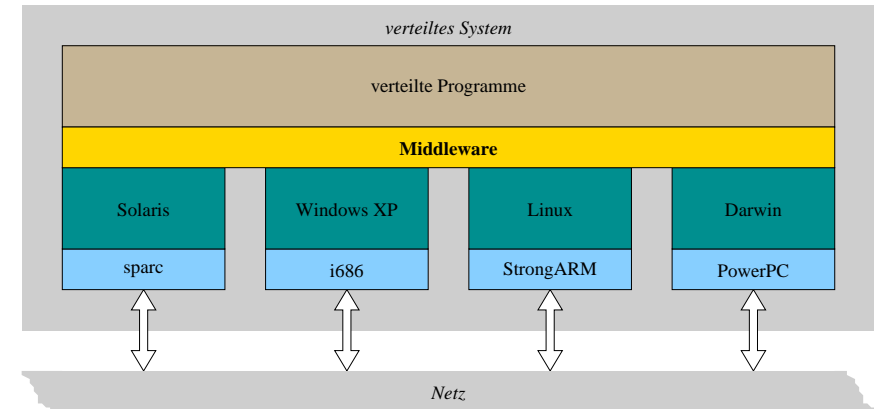 verteiltes System
verteilte Programme
Middleware
Solaris
Windows XP
Linux
Darwin
sparc
i686
StrongARM
PowerPC
Netz